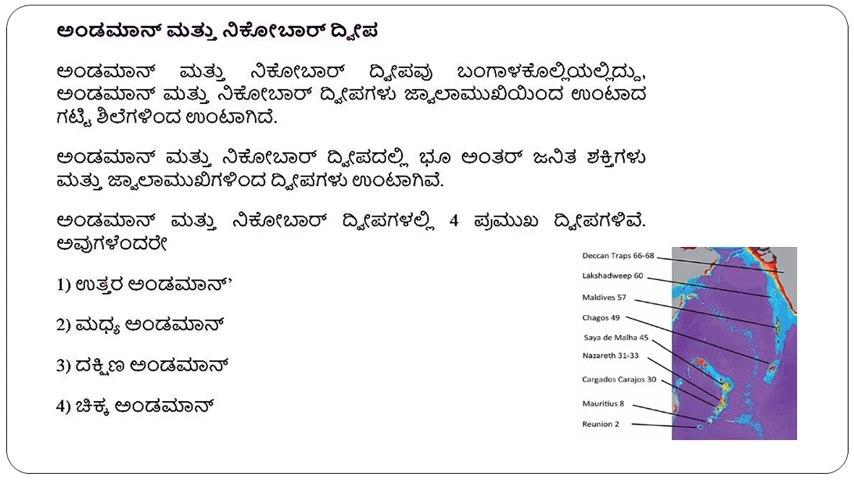 ಅಂಡಮಾನ್ ಮತ್ತು ನಿಕೋಬಾರ್ ದ್ವೀಪ
ಅಂಡಮಾನ್ ಮತ್ತು ನಿಕೋಬಾರ್ ದ್ವೀಪವು ಬಂಗಾಳಕೊಲ್ಲಿಯಲ್ಲಿದ್ದು,
ಅಂಡಮಾನ್ ಮತ್ತು ನಿಕೋಬಾರ್ ದ್ವೀಪಗಳು ಜ್ವಾಲಾಮುಖಿಯಿಂದ ಉಂಟಾದ
ಗಟ್ಟಿ ಶಿಲೆಗಳಿಂದ ಉಂಟಾಗಿದೆ.
ಅಂಡಮಾನ್ ಮತ್ತು ನಿಕೋಬಾರ್ ದ್ವೀಪದಲ್ಲಿ ಭೂ ಅಂತರ್ ಜನಿತ ಶಕ್ತಿಗಳು
ಮತ್ತು ಜ್ವಾಲಾಮುಖಿಗಳಿಂದ ದ್ವೀಪಗಳು ಉಂಟಾಗಿವೆ.
ಅಂಡಮಾನ್ ಮತ್ತು ನಿಕೋಬಾರ್ ದ್ವೀಪಗಳಲ್ಲಿ 4 ಪ್ರಮುಖ ದ್ವೀಪಗಳಿವೆ.
ಅವುಗಳೆಂದರೇ
1) ಉತ್ತರ ಅಂಡಮಾನ್’
2) ಮಧ್ಯ ಅಂಡಮಾನ್
3) ದಕ್ಷಿಣ ಅಂಡಮಾನ್
4) ಚಿಕ್ಕ ಅಂಡಮಾನ್
Deccan Traps 66-68
Lakshadweep 60
Maldives 57
Chagos 49
Saya de Malha 45
Nazareth 31-33
Cargados Carajos 30
Mauritius 8
Reunion 2